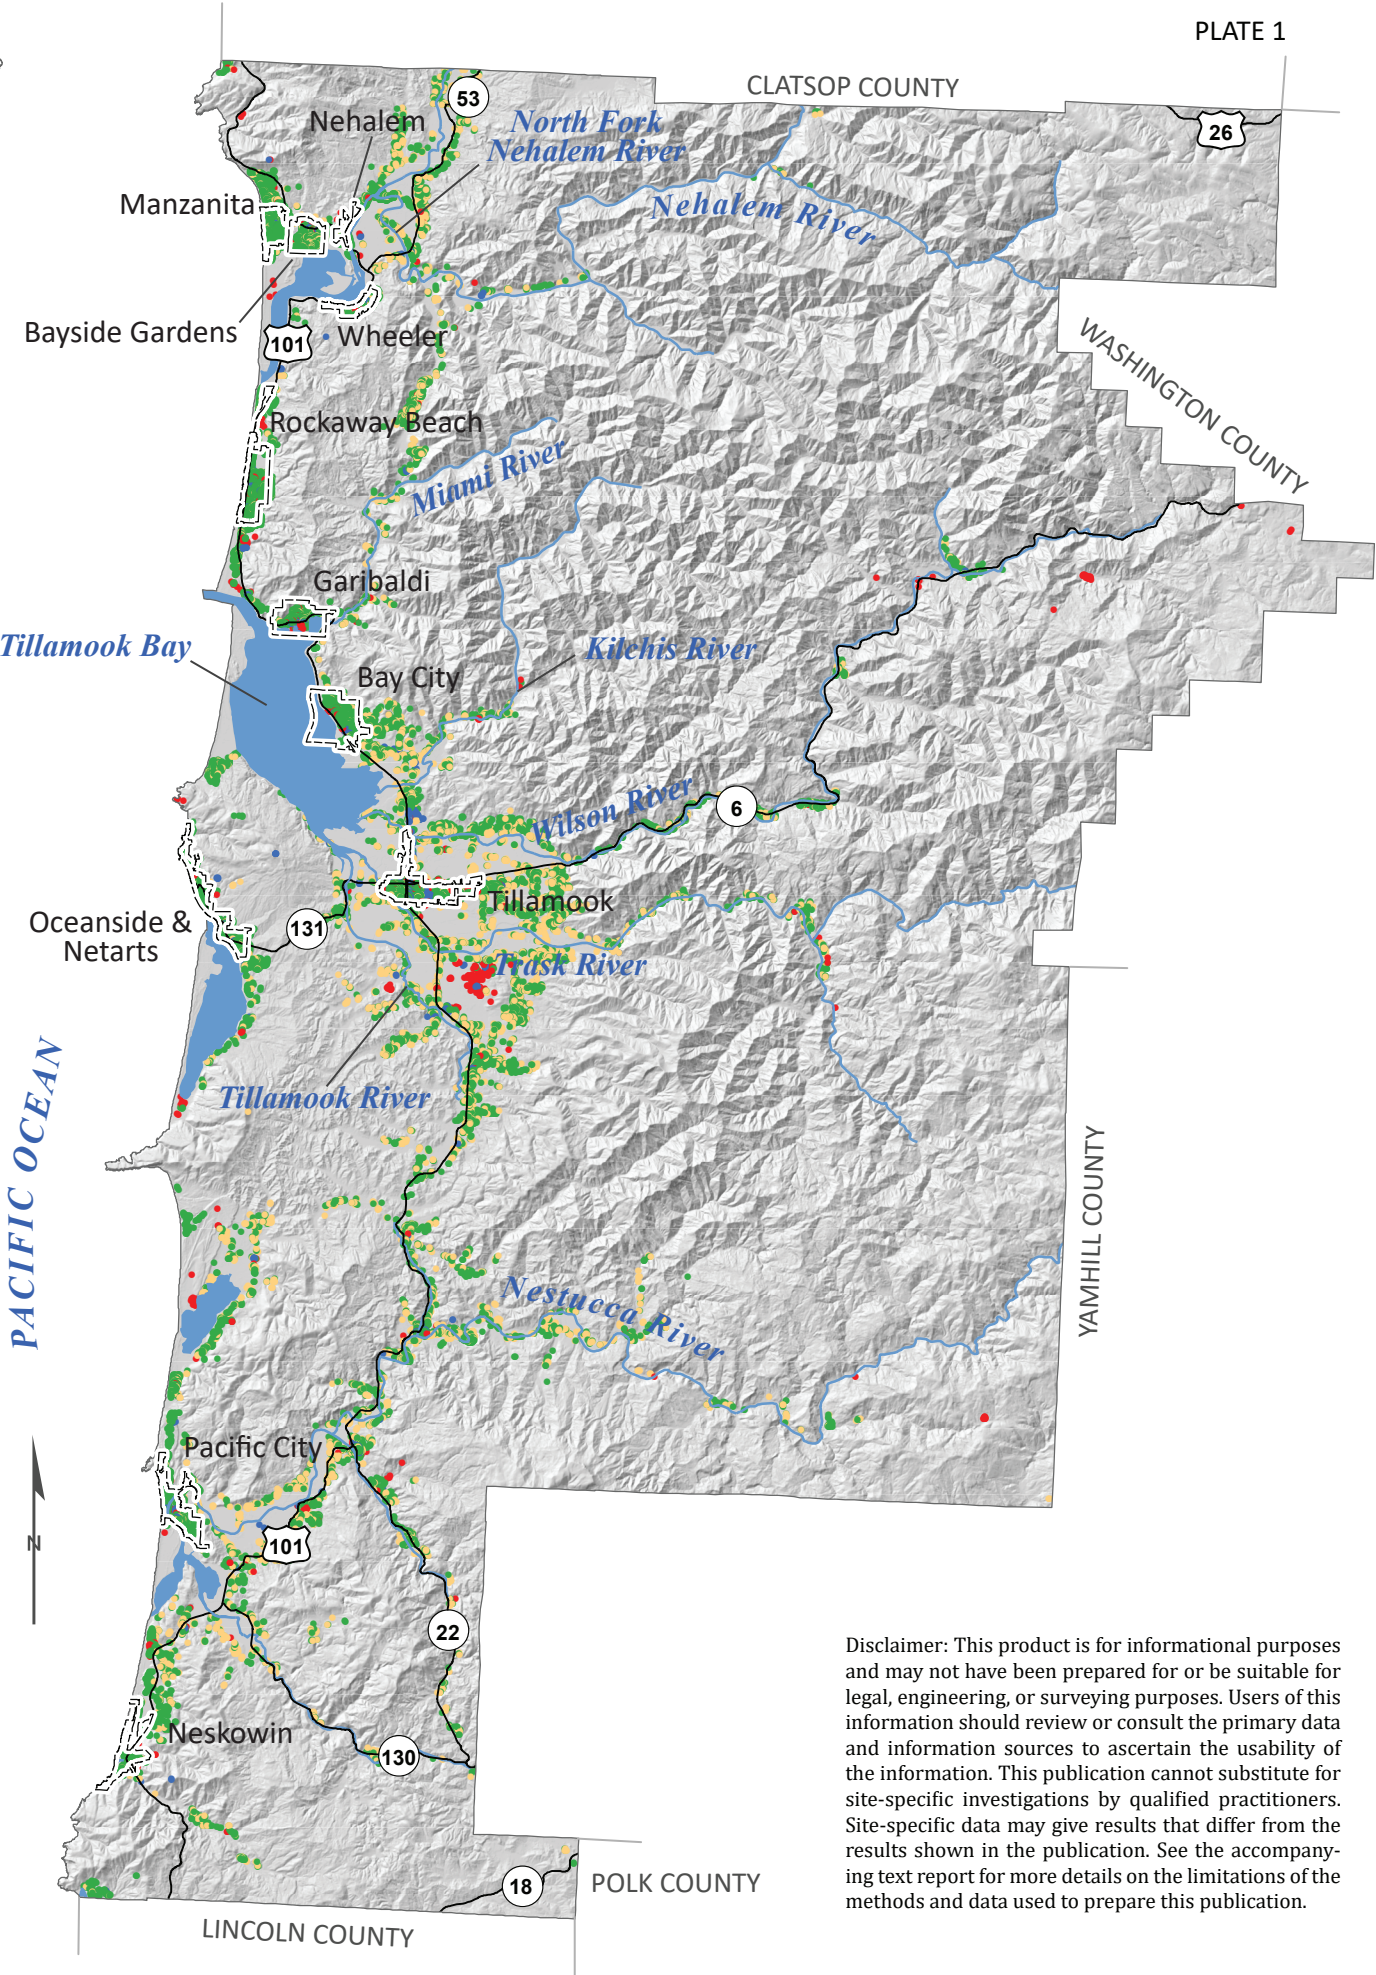 PLATE 1
CLATSOP COUNTY
53
26
Nehalem
North Fork
Nehalem River
Manzanita
Nehalem River
Bayside Gardens
101
Wheeler
WASHINGTON COUNTY
Rockaway Beach
Miami River
Garibaldi
Tillamook Bay
Kilchis River
Bay City
Wilson River
6
Tillamook
Oceanside &
Netarts
131
Trask River
Tillamook River
PACIFIC OCEAN
YAMHILL COUNTY
Nestucca River
Pacific City
N
101
22
Neskowin
130
18
POLK COUNTY
LINCOLN COUNTY
Disclaimer: This product is for informational purposes
and may not have been prepared for or be suitable for
legal, engineering, or surveying purposes. Users of this
information should review or consult the primary data
and information sources to ascertain the usability of
the information. This publication cannot substitute for
site-specific investigations by qualified practitioners.
Site-specific data may give results that differ from the
results shown in the publication. See the accompany-
ing text report for more details on the limitations of the
methods and data used to prepare this publication.